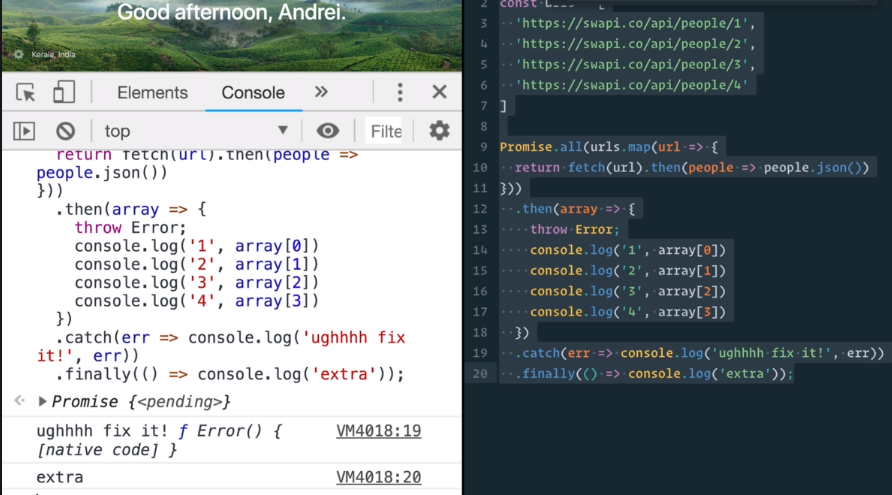 Good afternoon, Andrei.
Kerala, India
Elements Console »
top Filte
return fetch(url).then(people =>
people.json())
}))
.then(array => {
throw Error;
console.log('1', array[0])
console.log('2', array[1])
console.log('3', array[2])
console.log('4', array[3])
})
.catch(err => console.log('ughhhh fix
it!', err))
.finally(() => console.log('extra'));
Promise {<pending>}
ughhhh fix it! ƒ Error() { VM4018:19
[native code] }
extra VM4018:20
2 const urls = [
3 'https://swapi.co/api/people/1',
4 'https://swapi.co/api/people/2',
5 'https://swapi.co/api/people/3',
6 'https://swapi.co/api/people/4'
7 ]
8
9 Promise.all(urls.map(url => {
10 return fetch(url).then(people => people.json())
11 }))
12 .then(array => {
13 throw Error;
14 console.log('1', array[0])
15 console.log('2', array[1])
16 console.log('3', array[2])
17 console.log('4', array[3])
18 })
19 .catch(err => console.log('ughhhh fix it!', err))
20 .finally(() => console.log('extra'));